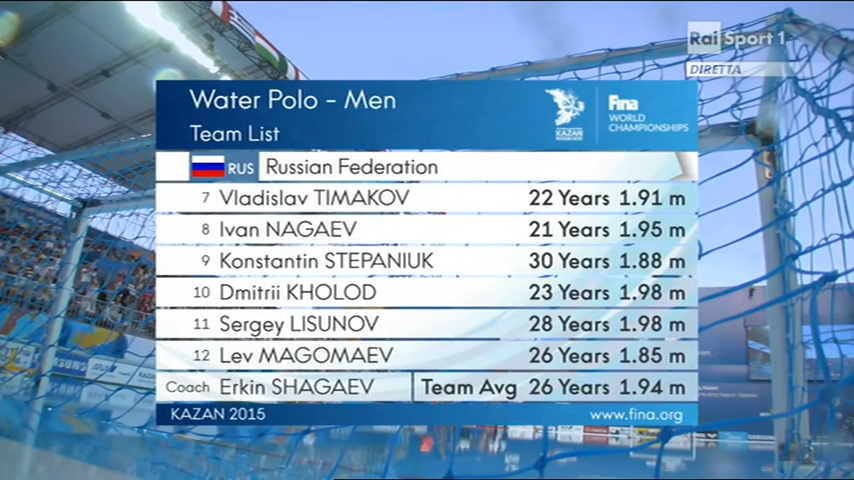 Rai Sport 1
DIRETTA
Water Polo - Men
Team List
KAZAN
Fina
WORLD
CHAMPIONSHIPS
RUS Russian Federation
7 Vladislav TIMAKOV 22 Years 1.91 m
8 Ivan NAGAEV 21 Years 1.95 m
9 Konstantin STEPANIUK 30 Years 1.88 m
10 Dmitrii KHOLOD 23 Years 1.98 m
11 Sergey LISUNOV 28 Years 1.98 m
12 Lev MAGOMAEV 26 Years 1.85 m
Coach Erkin SHAGAEV Team Avg 26 Years 1.94 m
KAZAN 2015 www.fina.org
SAMSUNG